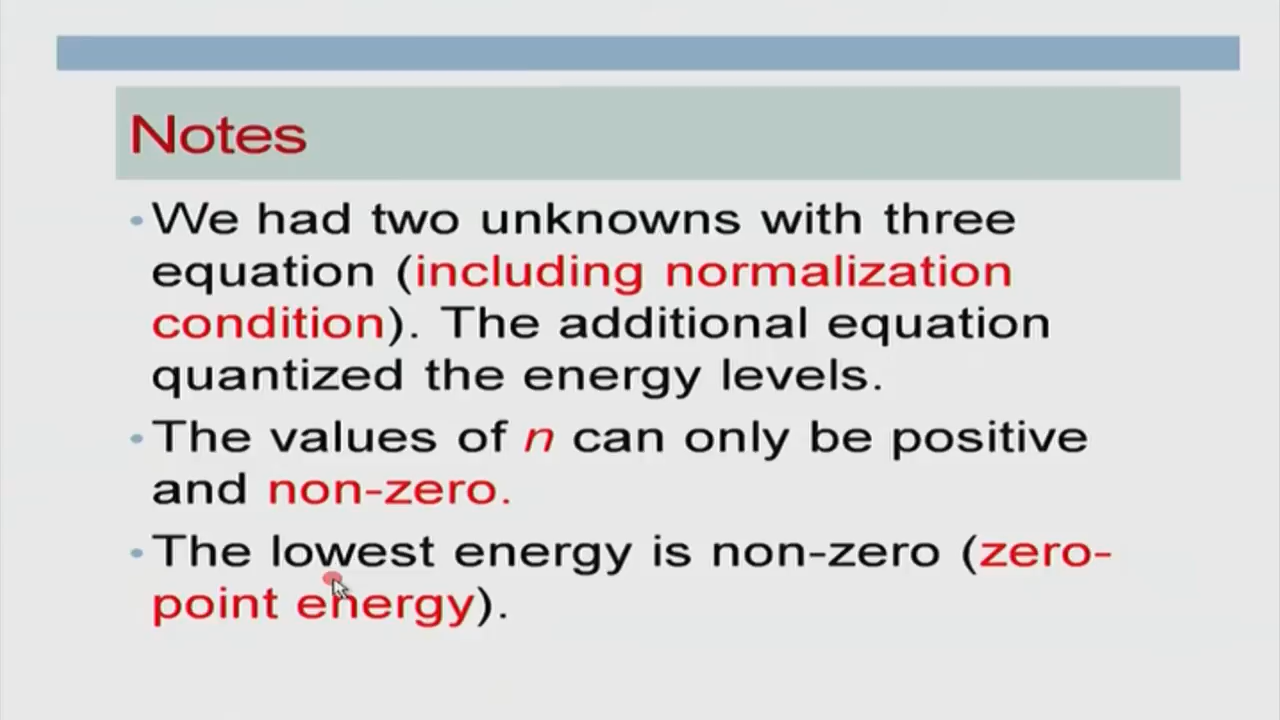 Notes
• We had two unknowns with three
equation (including normalization
condition). The additional equation
quantized the energy levels.
• The values of n can only be positive
and non-zero.
• The lowest energy is non-zero (zero-
point energy).